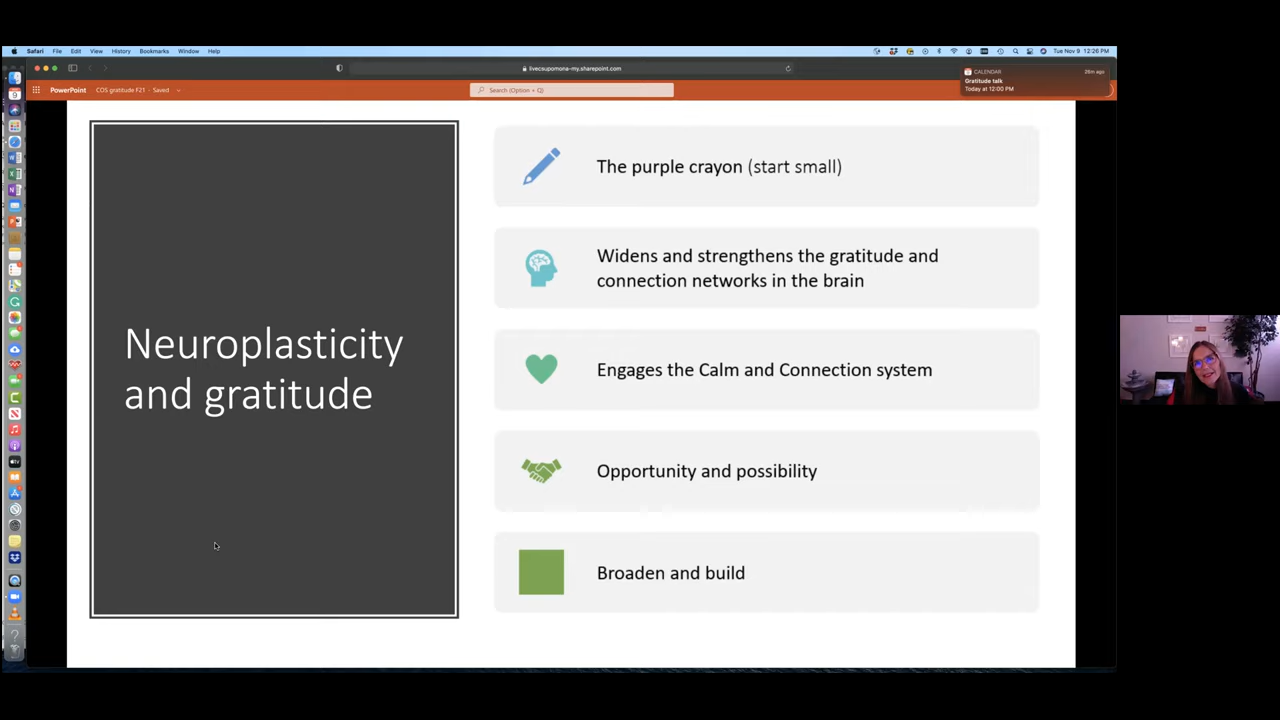 Safari File Edit View History Bookmarks Window Help
Tue Nov 9 12:26 PM
livecsupomona-my.sharepoint.com
PowerPoint COS gratitude F21 - Saved
Search (Option + Q)
CALENDAR 26m ago
Gratitude talk
Today at 12:00 PM
Neuroplasticity
and gratitude
The purple crayon (start small)
Widens and strengthens the gratitude and
connection networks in the brain
Engages the Calm and Connection system
Opportunity and possibility
Broaden and build